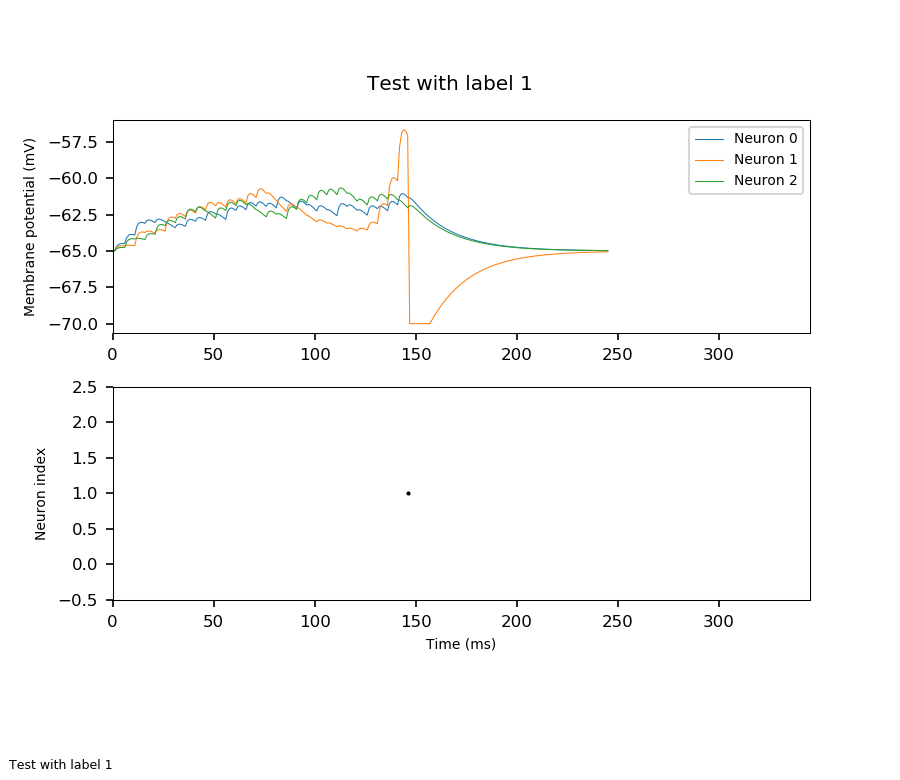 Test with label 1
Membrane potential (mV)
−57.5
−60.0
−62.5
−65.0
−67.5
−70.0
Neuron 0
Neuron 1
Neuron 2
0 50 100 150 200 250 300
Neuron index
2.5
2.0
1.5
1.0
0.5
0.0
−0.5
0 50 100 150 200 250 300
Time (ms)
Test with label 1